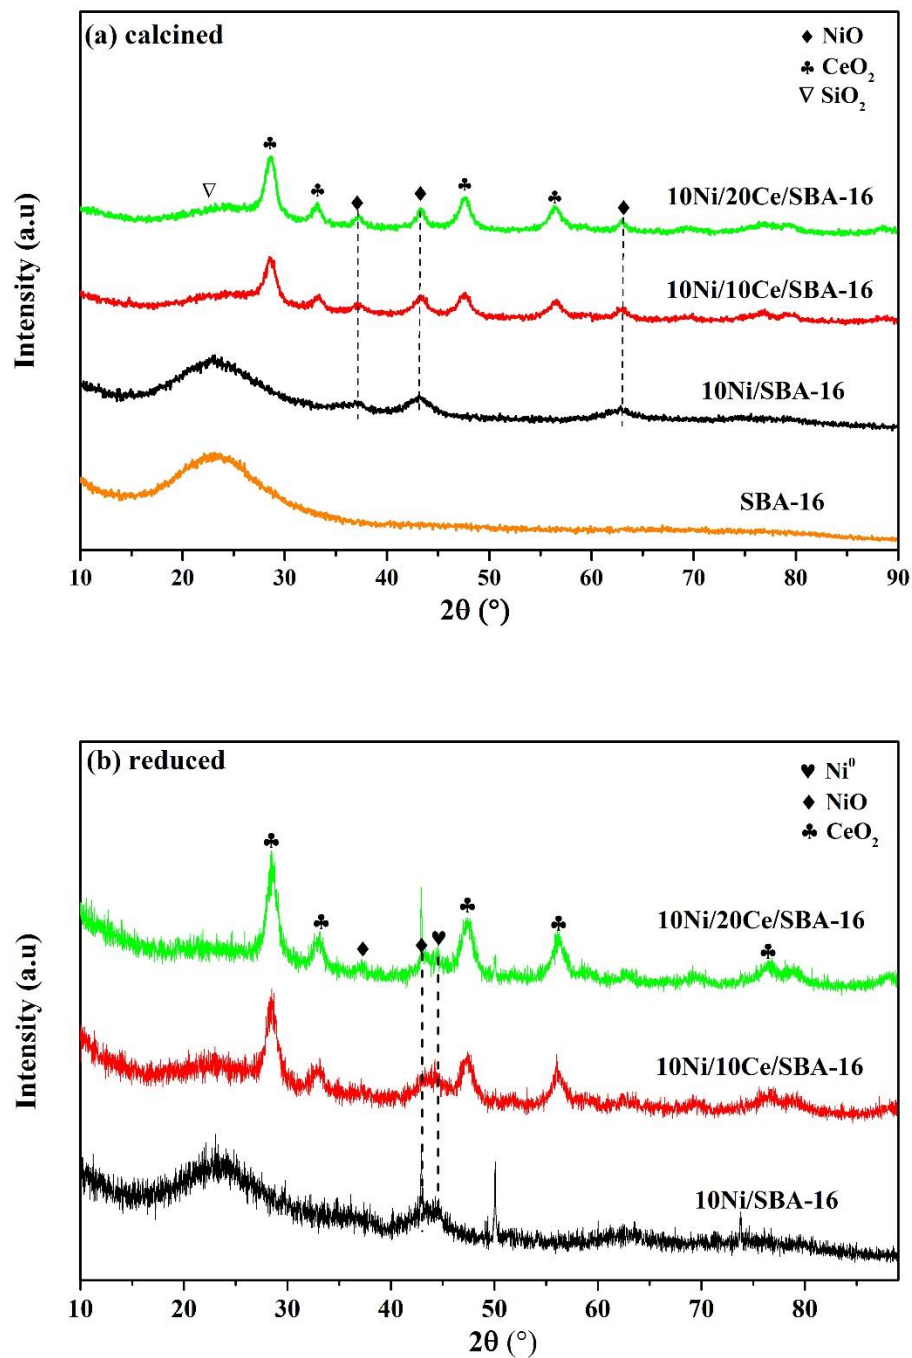 (a) calcined
♦ NiO
♣ CeO₂
∇ SiO₂
10Ni/20Ce/SBA-16
10Ni/10Ce/SBA-16
10Ni/SBA-16
SBA-16
Intensity (a.u)
10 20 30 40 50 60 70 80 90
2θ (°)
(b) reduced
♥ Ni⁰
♦ NiO
♣ CeO₂
10Ni/20Ce/SBA-16
10Ni/10Ce/SBA-16
10Ni/SBA-16
Intensity (a.u)
10 20 30 40 50 60 70 80
2θ (°)